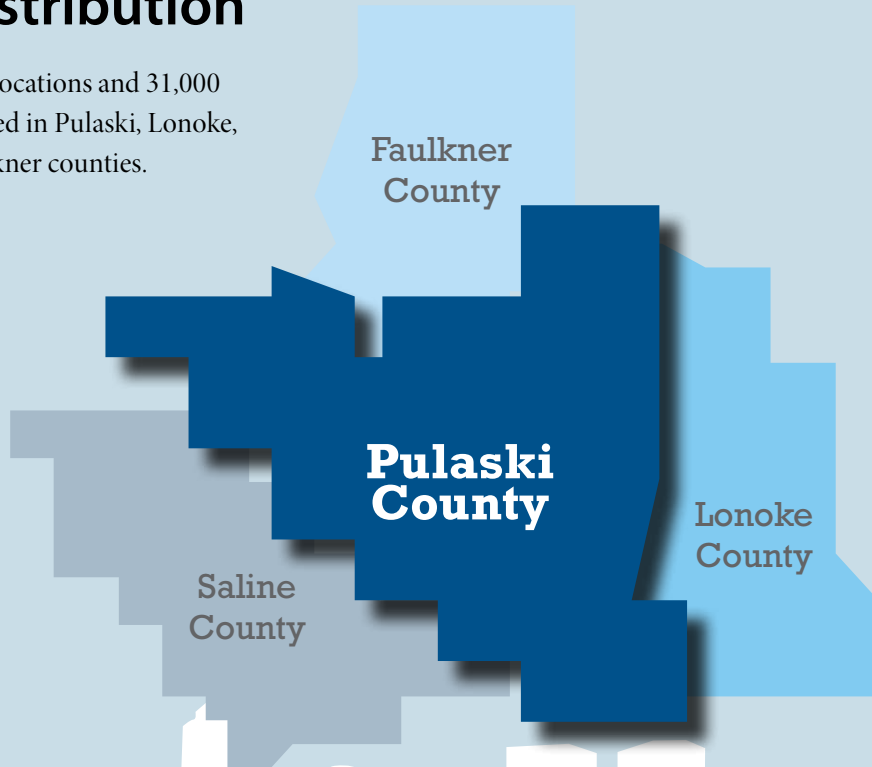 stribution
ocations and 31,000
ed in Pulaski, Lonoke,
kner counties.
Faulkner
County
Pulaski
County
Lonoke
County
Saline
County